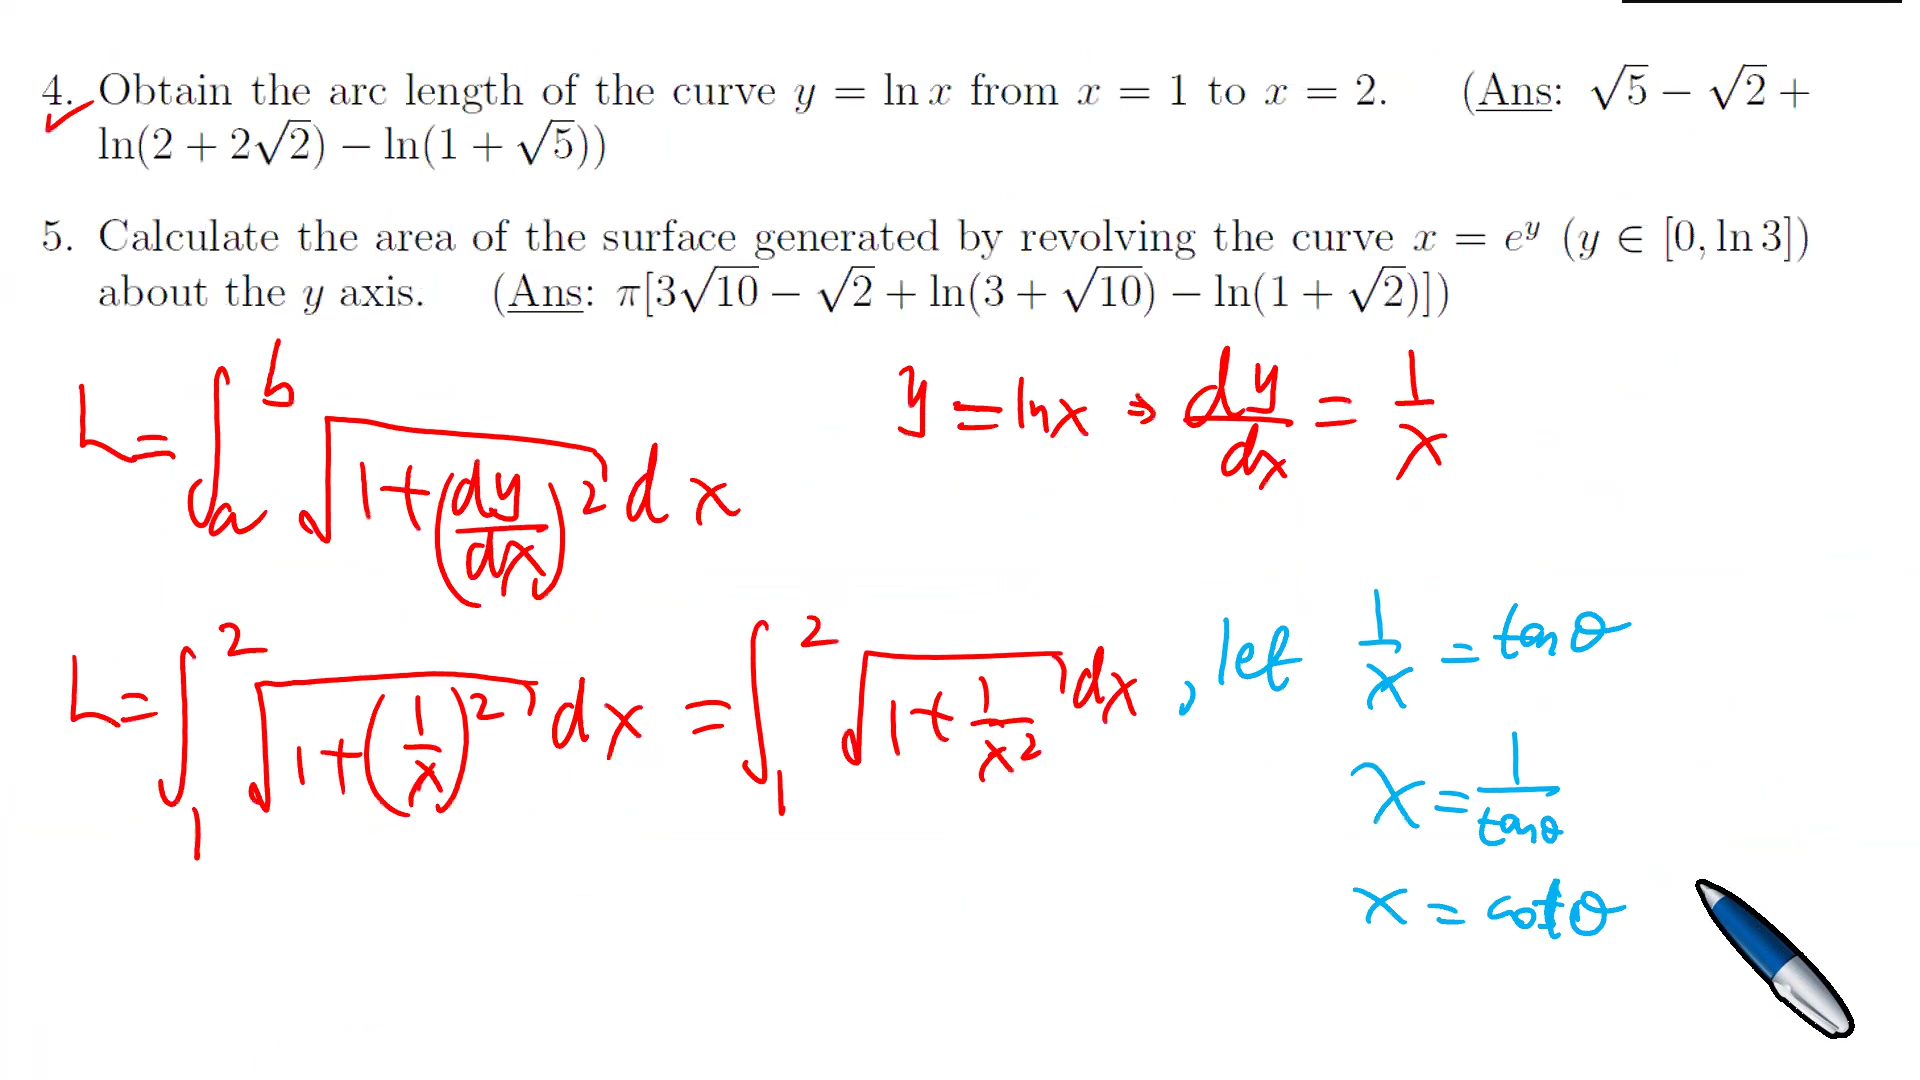 4. Obtain the arc length of the curve y = ln x from x = 1 to x = 2. (Ans: √5 − √2 +
ln(2 + 2√2) − ln(1 + √5))
5. Calculate the area of the surface generated by revolving the curve x = e^y (y ∈ [0, ln 3])
about the y axis. (Ans: π[3√10 − √2 + ln(3 + √10) − ln(1 + √2)])
L = ∫_a^b √(1 + (dy/dx)^2) dx
y = ln x ⇒ dy/dx = 1/x
L = ∫_1^2 √(1 + (1/x)^2) dx = ∫_1^2 √(1 + 1/x^2) dx , let 1/x = tan θ
x = 1/tan θ
x = cot θ